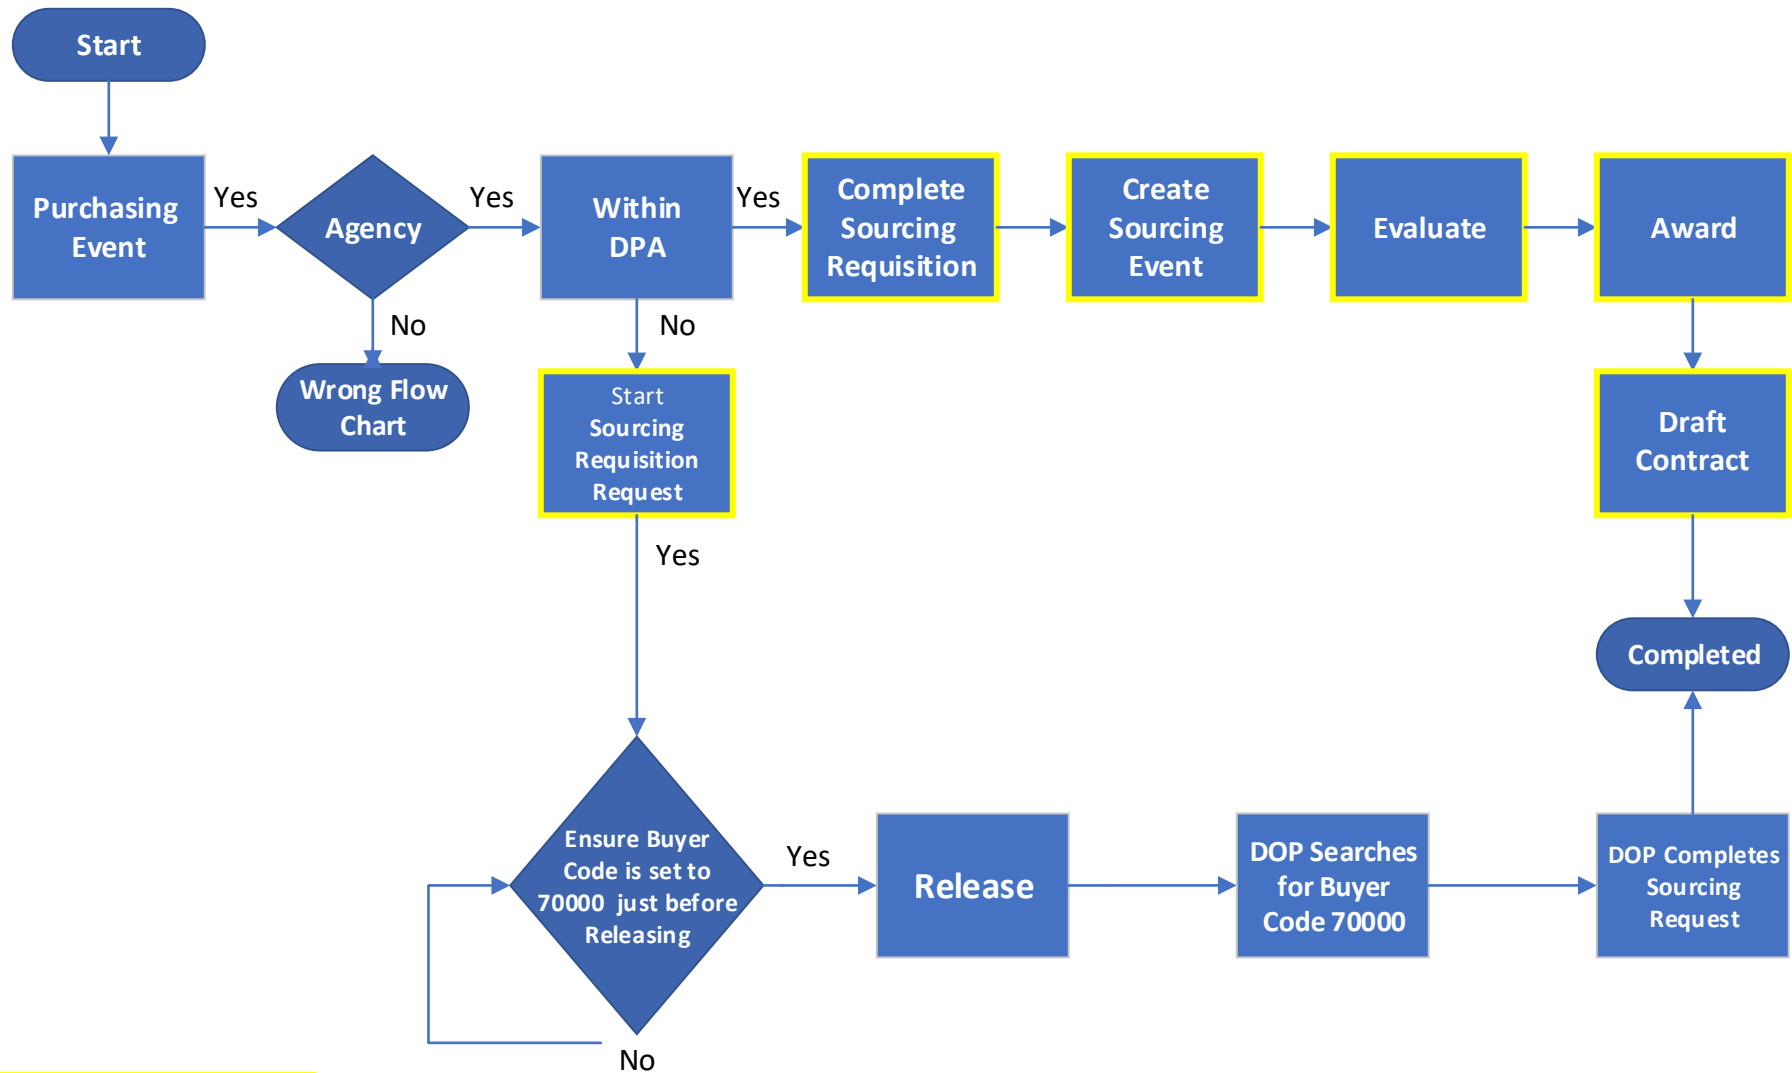 Start
Purchasing
Event
Yes
Agency
Yes
Within
DPA
Yes
Complete
Sourcing
Requisition
Create
Sourcing
Event
Evaluate
Award
No
Wrong Flow
Chart
No
Start
Sourcing
Requisition
Request
Draft
Contract
Yes
Completed
Ensure Buyer
Code is set to
70000 just before
Releasing
Yes
Release
DOP Searches
for Buyer
Code 70000
DOP Completes
Sourcing
Request
No